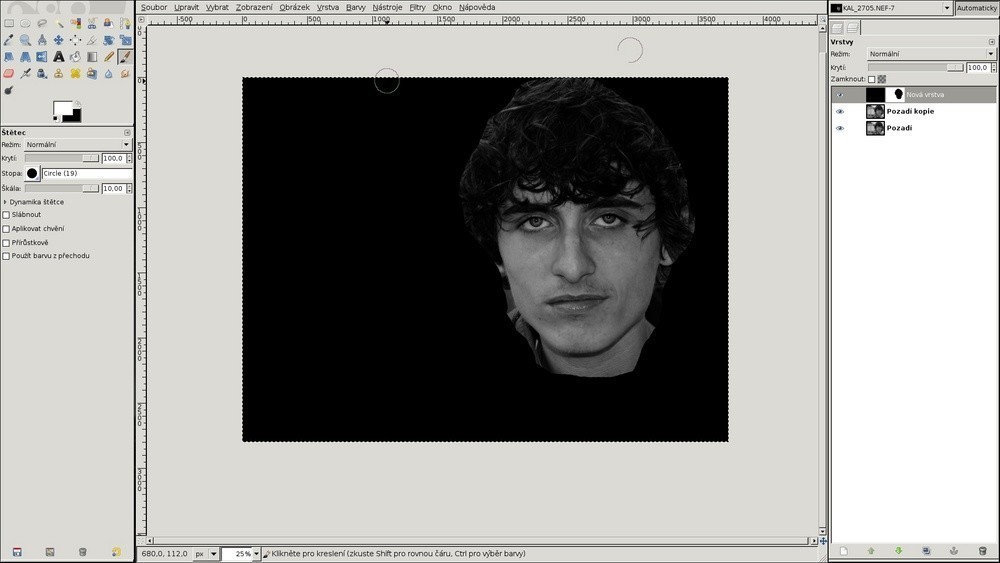 Soubor Upravit Vybrat Zobrazení Obrázek Vrstva Barvy Nástroje Filtry Okno Nápověda
KAL_2705.NEF-7 Automaticky
-500 0 500 1000 1500 2000 2500 3000 3500 4000
Vrstvy
Režim: Normální
Krytí: 100,0
Zamknout:
Nová vrstva
Pozadí kopie
Pozadí
Štětec
Režim: Normální
Krytí: 100,0
Stopa: Circle (19)
Škála: 10,00
Dynamika štětce
Slábnout
Aplikovat chvění
Přírůstkově
Použít barvu z přechodu
680,0, 112,0 px 25% Klikněte pro kreslení (zkuste Shift pro rovnou čáru, Ctrl pro výběr barvy)